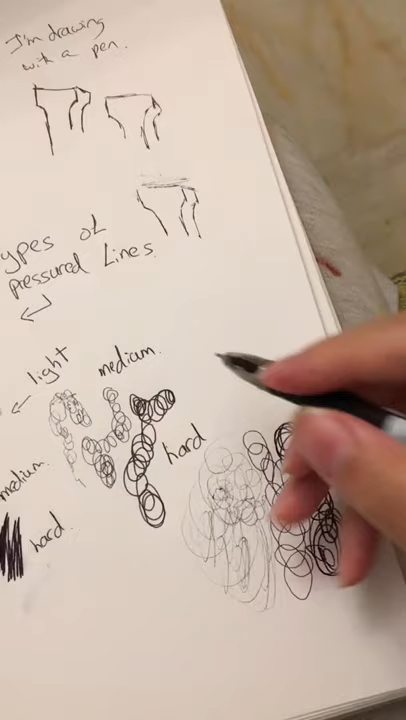 I'm drawing
with a pen.
ypes of
pressured Lines.
light
medium.
hard
medium.
hard.